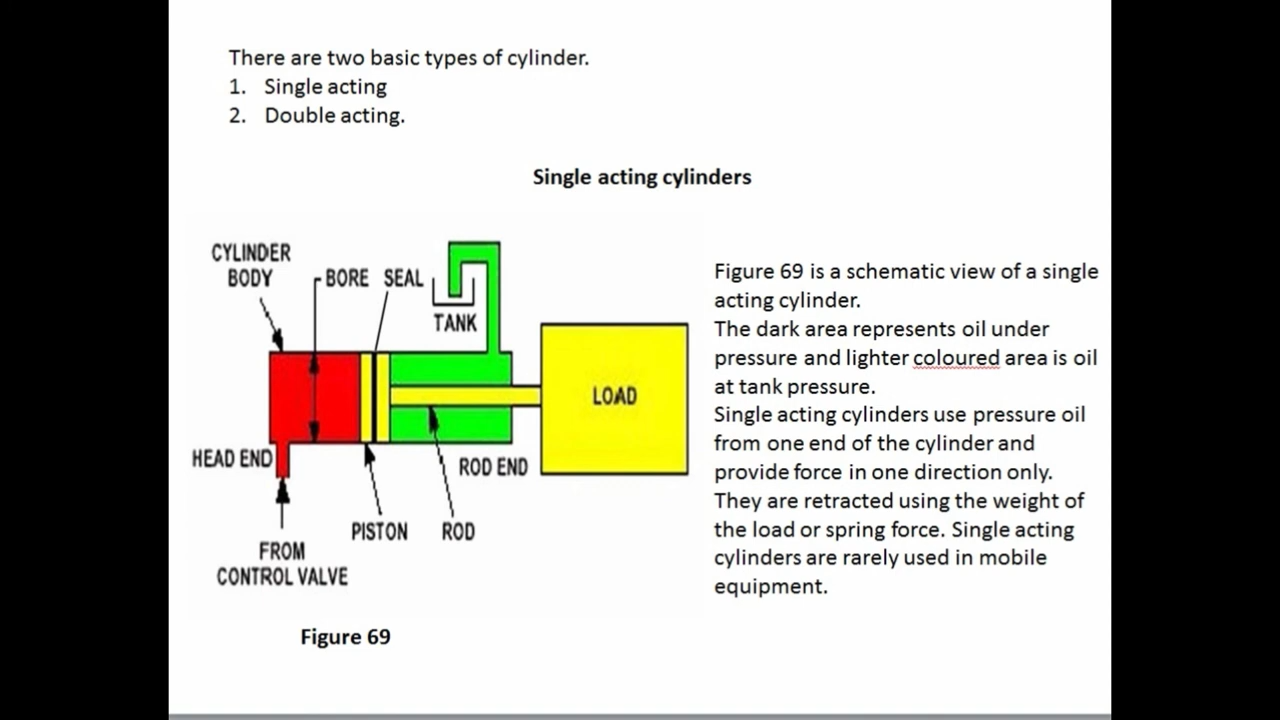 There are two basic types of cylinder.
1. Single acting
2. Double acting.
Single acting cylinders
CYLINDER
BODY
BORE
SEAL
TANK
LOAD
HEAD END
ROD END
PISTON
ROD
FROM
CONTROL VALVE
Figure 69
Figure 69 is a schematic view of a single
acting cylinder.
The dark area represents oil under
pressure and lighter coloured area is oil
at tank pressure.
Single acting cylinders use pressure oil
from one end of the cylinder and
provide force in one direction only.
They are retracted using the weight of
the load or spring force. Single acting
cylinders are rarely used in mobile
equipment.